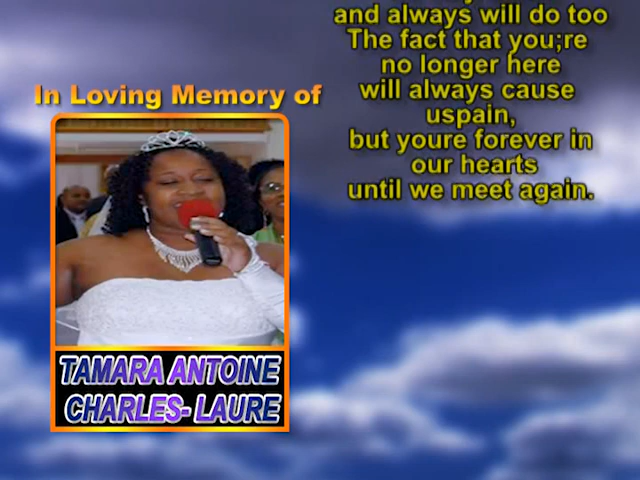 and always will do too
The fact that you;re
no longer here
will always cause
uspain,
but youre forever in
our hearts
until we meet again.
In Loving Memory of
TAMARA ANTOINE
CHARLES- LAURE